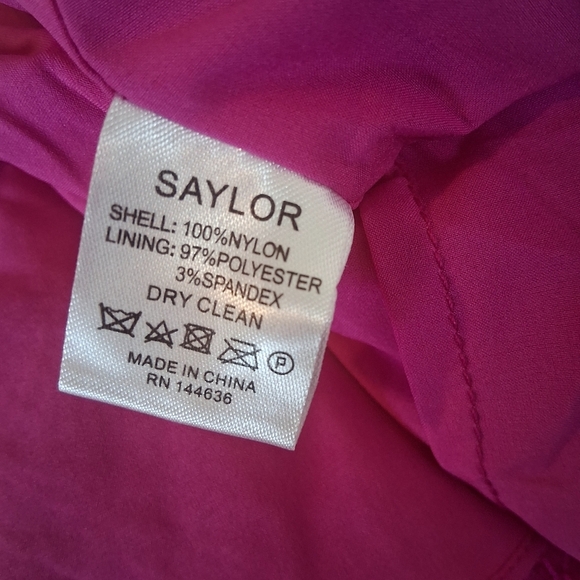 SAYLOR
SHELL: 100%NYLON
LINING: 97%POLYESTER
3%SPANDEX
DRY CLEAN
P
MADE IN CHINA
RN 144636